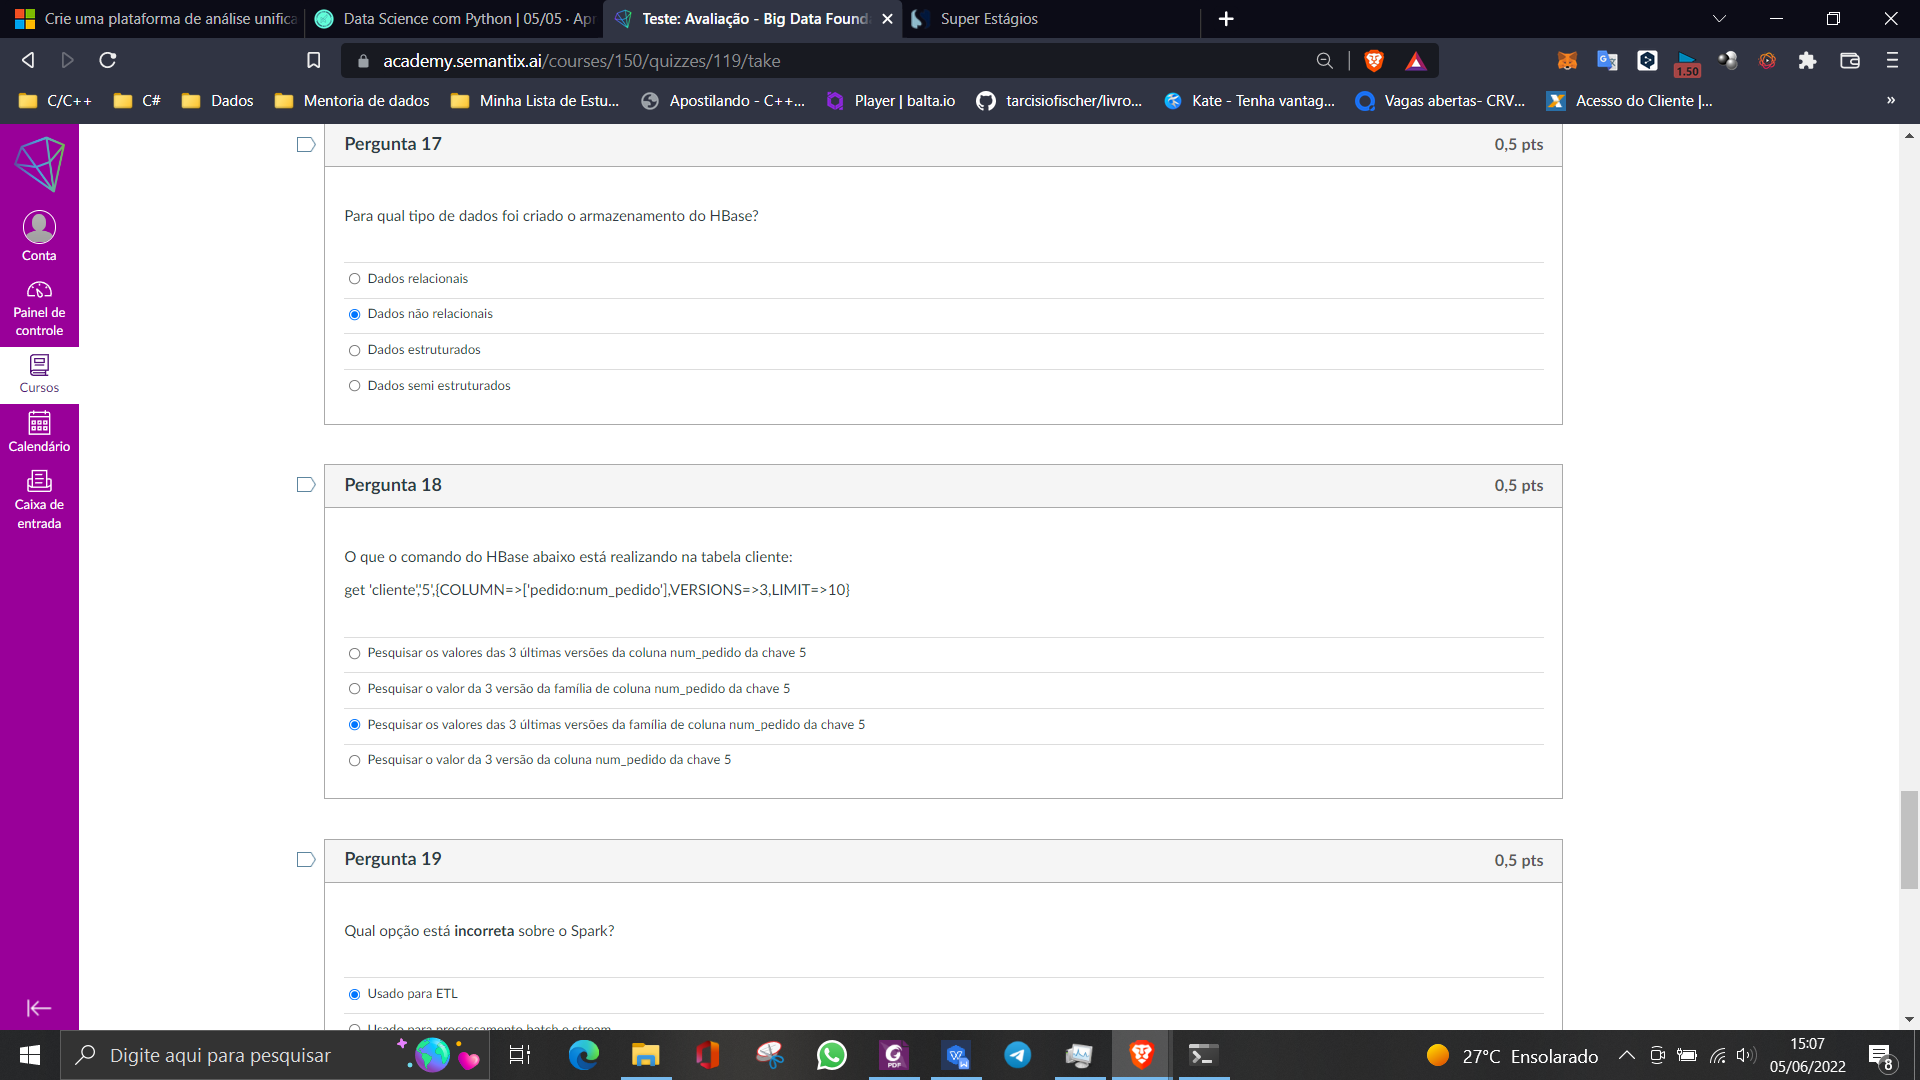 Crie uma plataforma de análise unifica
Data Science com Python | 05/05 · Apr
Teste: Avaliação - Big Data Found
Super Estágios
academy.semantix.ai/courses/150/quizzes/119/take
1.50
C/C++
C#
Dados
Mentoria de dados
Minha Lista de Estu...
Apostilando - C++...
Player | balta.io
tarcisiofischer/livro...
Kate - Tenha vantag...
Vagas abertas- CRV...
Acesso do Cliente |...
»
Conta
Painel de
controle
Cursos
Calendário
Caixa de
entrada
Pergunta 17
0,5 pts
Para qual tipo de dados foi criado o armazenamento do HBase?
Dados relacionais
Dados não relacionais
Dados estruturados
Dados semi estruturados
Pergunta 18
0,5 pts
O que o comando do HBase abaixo está realizando na tabela cliente:
get 'cliente','5',{COLUMN=>['pedido:num_pedido'],VERSIONS=>3,LIMIT=>10}
Pesquisar os valores das 3 últimas versões da coluna num_pedido da chave 5
Pesquisar o valor da 3 versão da família de coluna num_pedido da chave 5
Pesquisar os valores das 3 últimas versões da família de coluna num_pedido da chave 5
Pesquisar o valor da 3 versão da coluna num_pedido da chave 5
Pergunta 19
0,5 pts
Qual opção está incorreta sobre o Spark?
Usado para ETL
Usado para processamento batch e stream
Digite aqui para pesquisar
27°C Ensolarado
15:07
05/06/2022
8